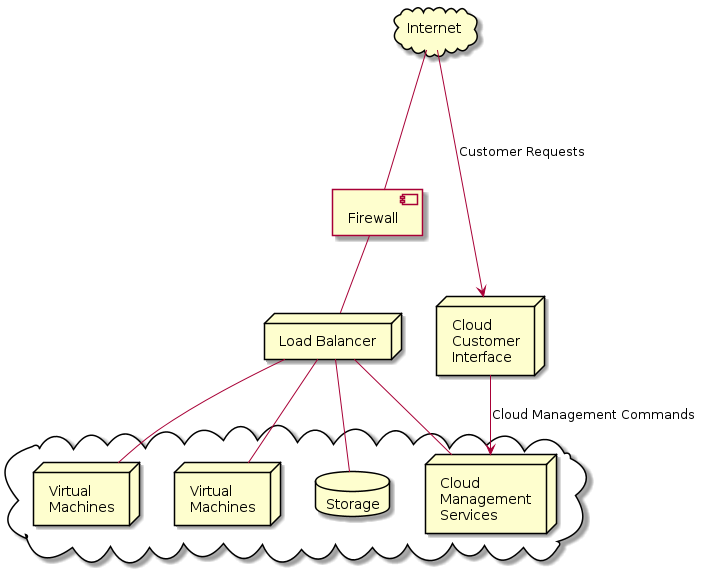 Internet
Customer Requests
Firewall
Cloud
Customer
Interface
Load Balancer
Cloud Management Commands
Virtual
Machines
Virtual
Machines
Storage
Cloud
Management
Services